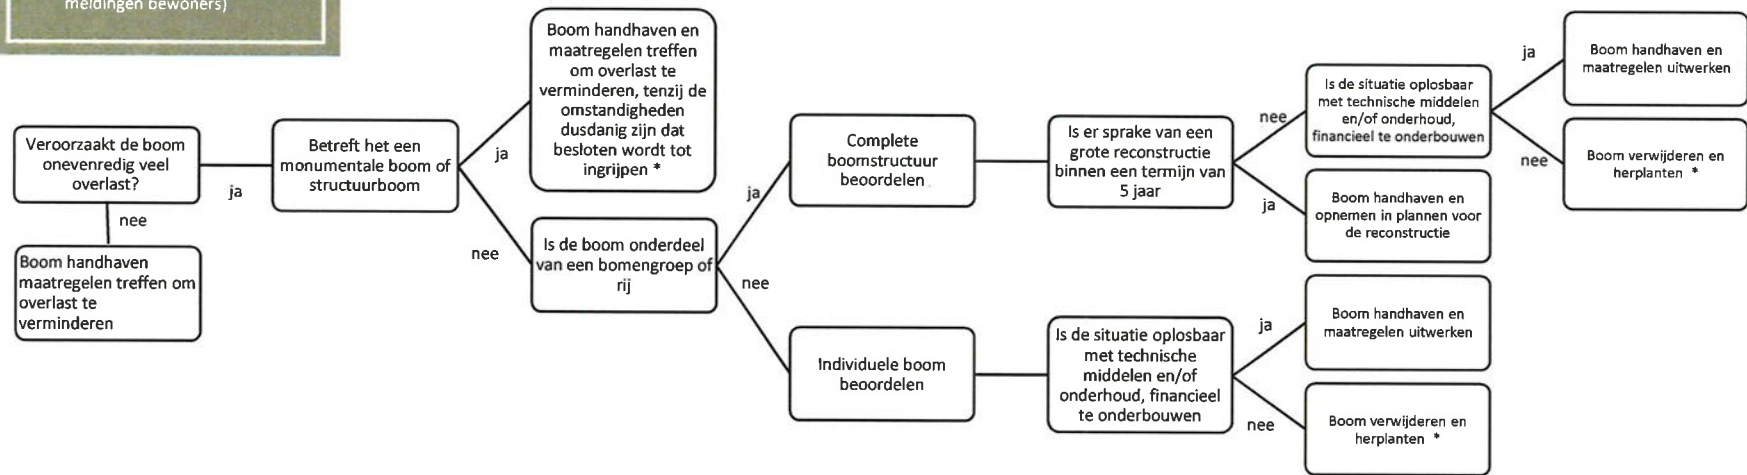 meldingen bewoners)
Veroorzaakt de boom
onevenredig veel
overlast?
ja
nee
Boom handhaven
maatregelen treffen om
overlast te
verminderen
Betreft het een
monumentale boom of
structuurboom
ja
nee
Boom handhaven en
maatregelen treffen
om overlast te
verminderen, tenzij de
omstandigheden
dusdanig zijn dat
besloten wordt tot
ingrijpen *
Is de boom onderdeel
van een bomengroep of
rij
ja
nee
Complete
boomstructuur
beoordelen
Individuele boom
beoordelen
Is er sprake van een
grote reconstructie
binnen een termijn van
5 jaar
nee
ja
Is de situatie oplosbaar
met technische middelen
en/of onderhoud,
financieel te onderbouwen
ja
nee
Boom handhaven en
maatregelen uitwerken
Boom verwijderen en
herplanten *
Boom handhaven en
opnemen in plannen voor
de reconstructie
Is de situatie oplosbaar
met technische
middelen en/of
onderhoud, financieel
te onderbouwen
ja
nee
Boom handhaven en
maatregelen uitwerken
Boom verwijderen en
herplanten *